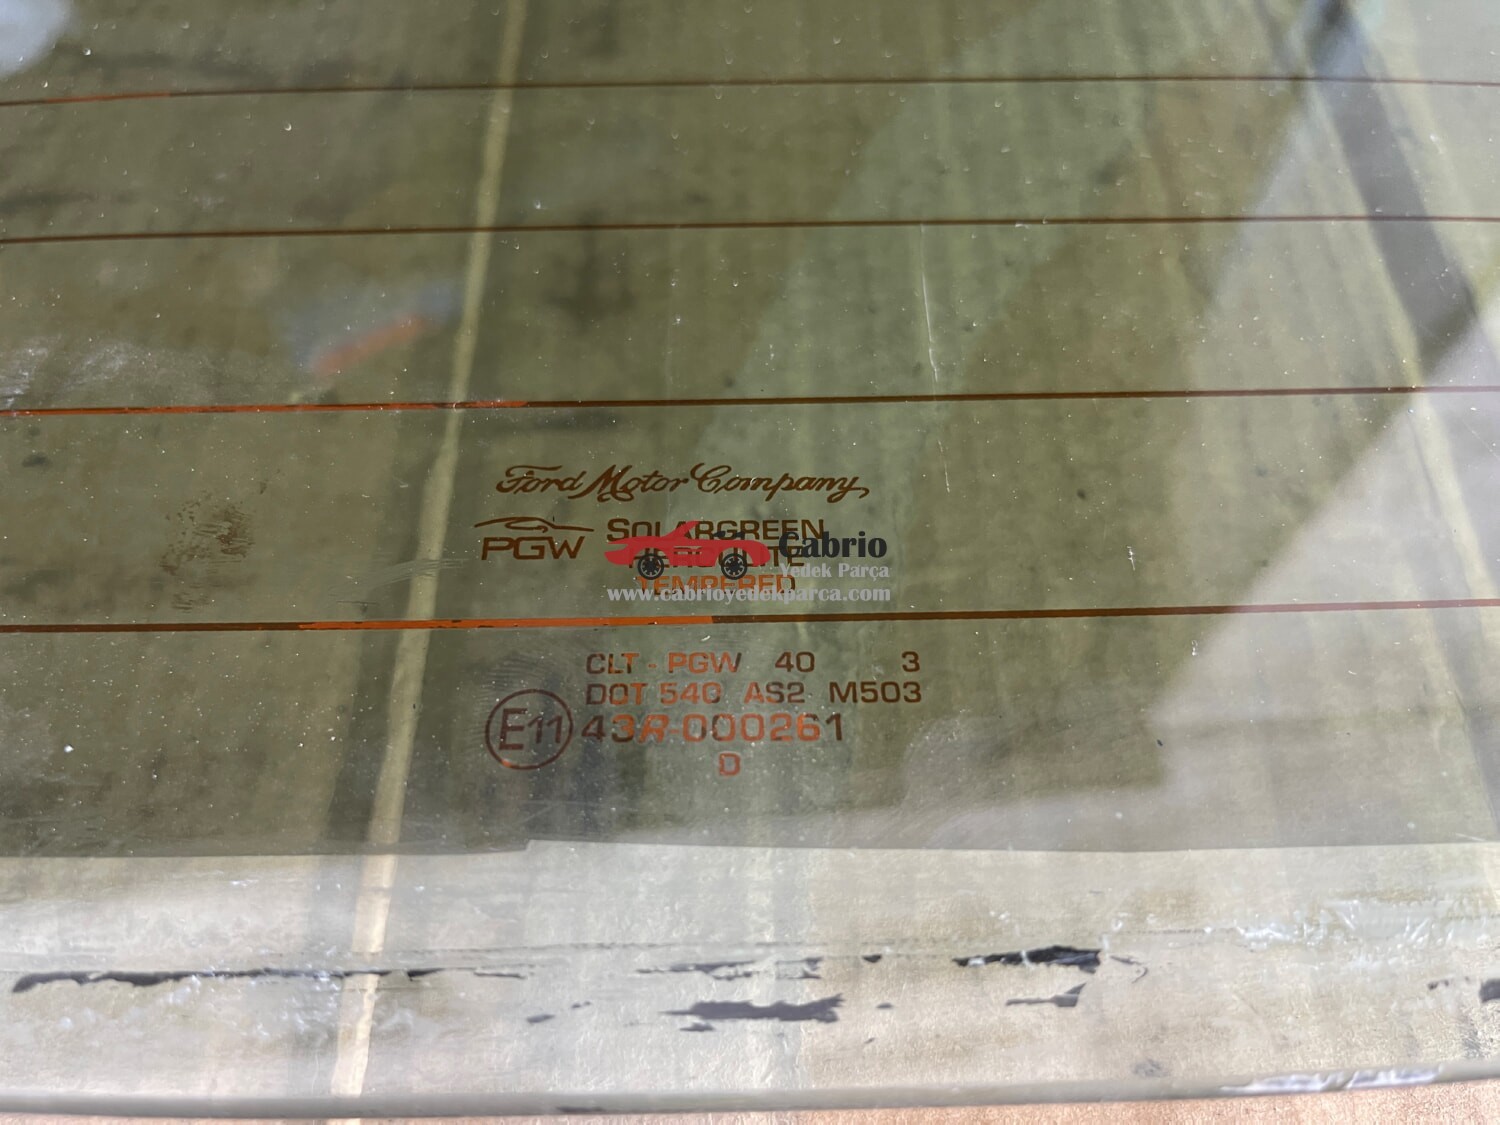 Ford Motor Company
PGW SOLARGREEN
TEMPERED
Cabrio
Yedek Parça
www.cabrioyedekparca.com
CLT - PGW 40 3
DOT 540 AS2 M503
E11 43R-000261
D